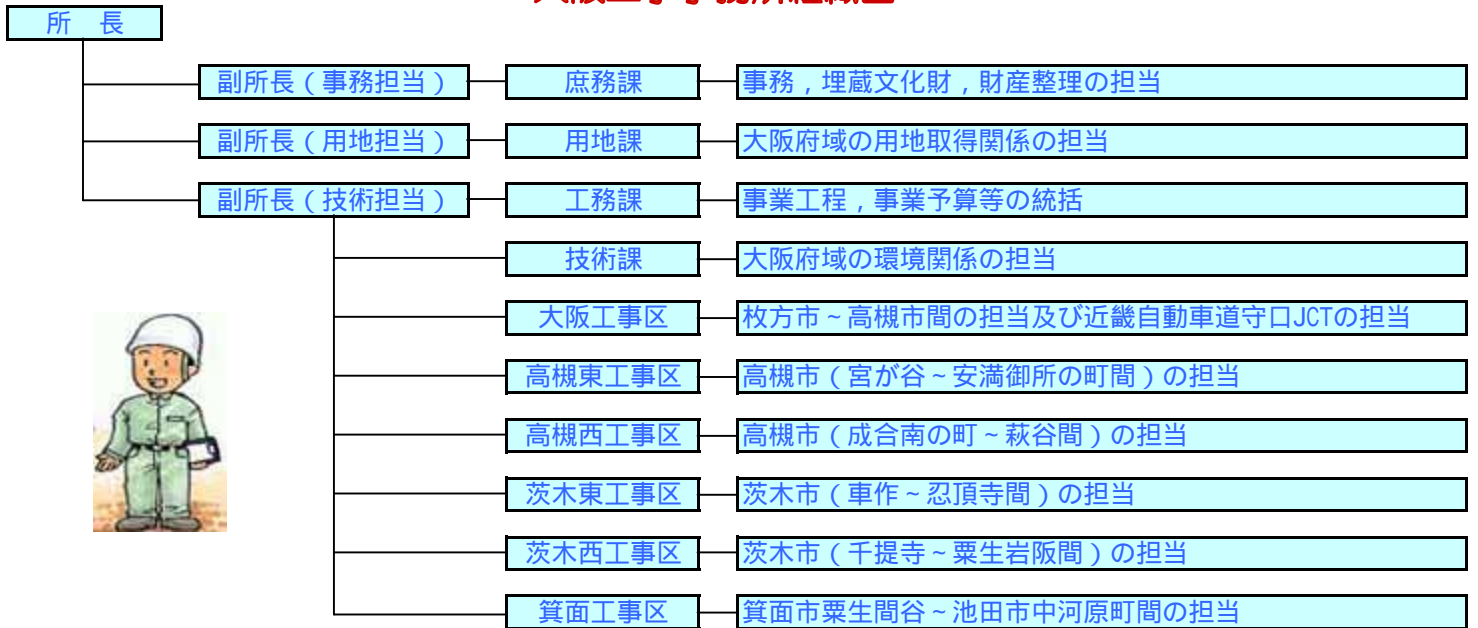 所 長
副所長(事務担当) 庶務課 事務,埋蔵文化財,財産整理の担当
副所長(用地担当) 用地課 大阪府域の用地取得関係の担当
副所長(技術担当) 工務課 事業工程,事業予算等の統括
技術課 大阪府域の環境関係の担当
大阪工事区 枚方市~高槻市間の担当及び近畿自動車道守口JCTの担当
高槻東工事区 高槻市(宮が谷~安満御所の町間)の担当
高槻西工事区 高槻市(成合南の町~萩谷間)の担当
茨木東工事区 茨木市(車作~忍頂寺間)の担当
茨木西工事区 茨木市(千提寺~粟生岩阪間)の担当
箕面工事区 箕面市粟生間谷~池田市中河原町間の担当